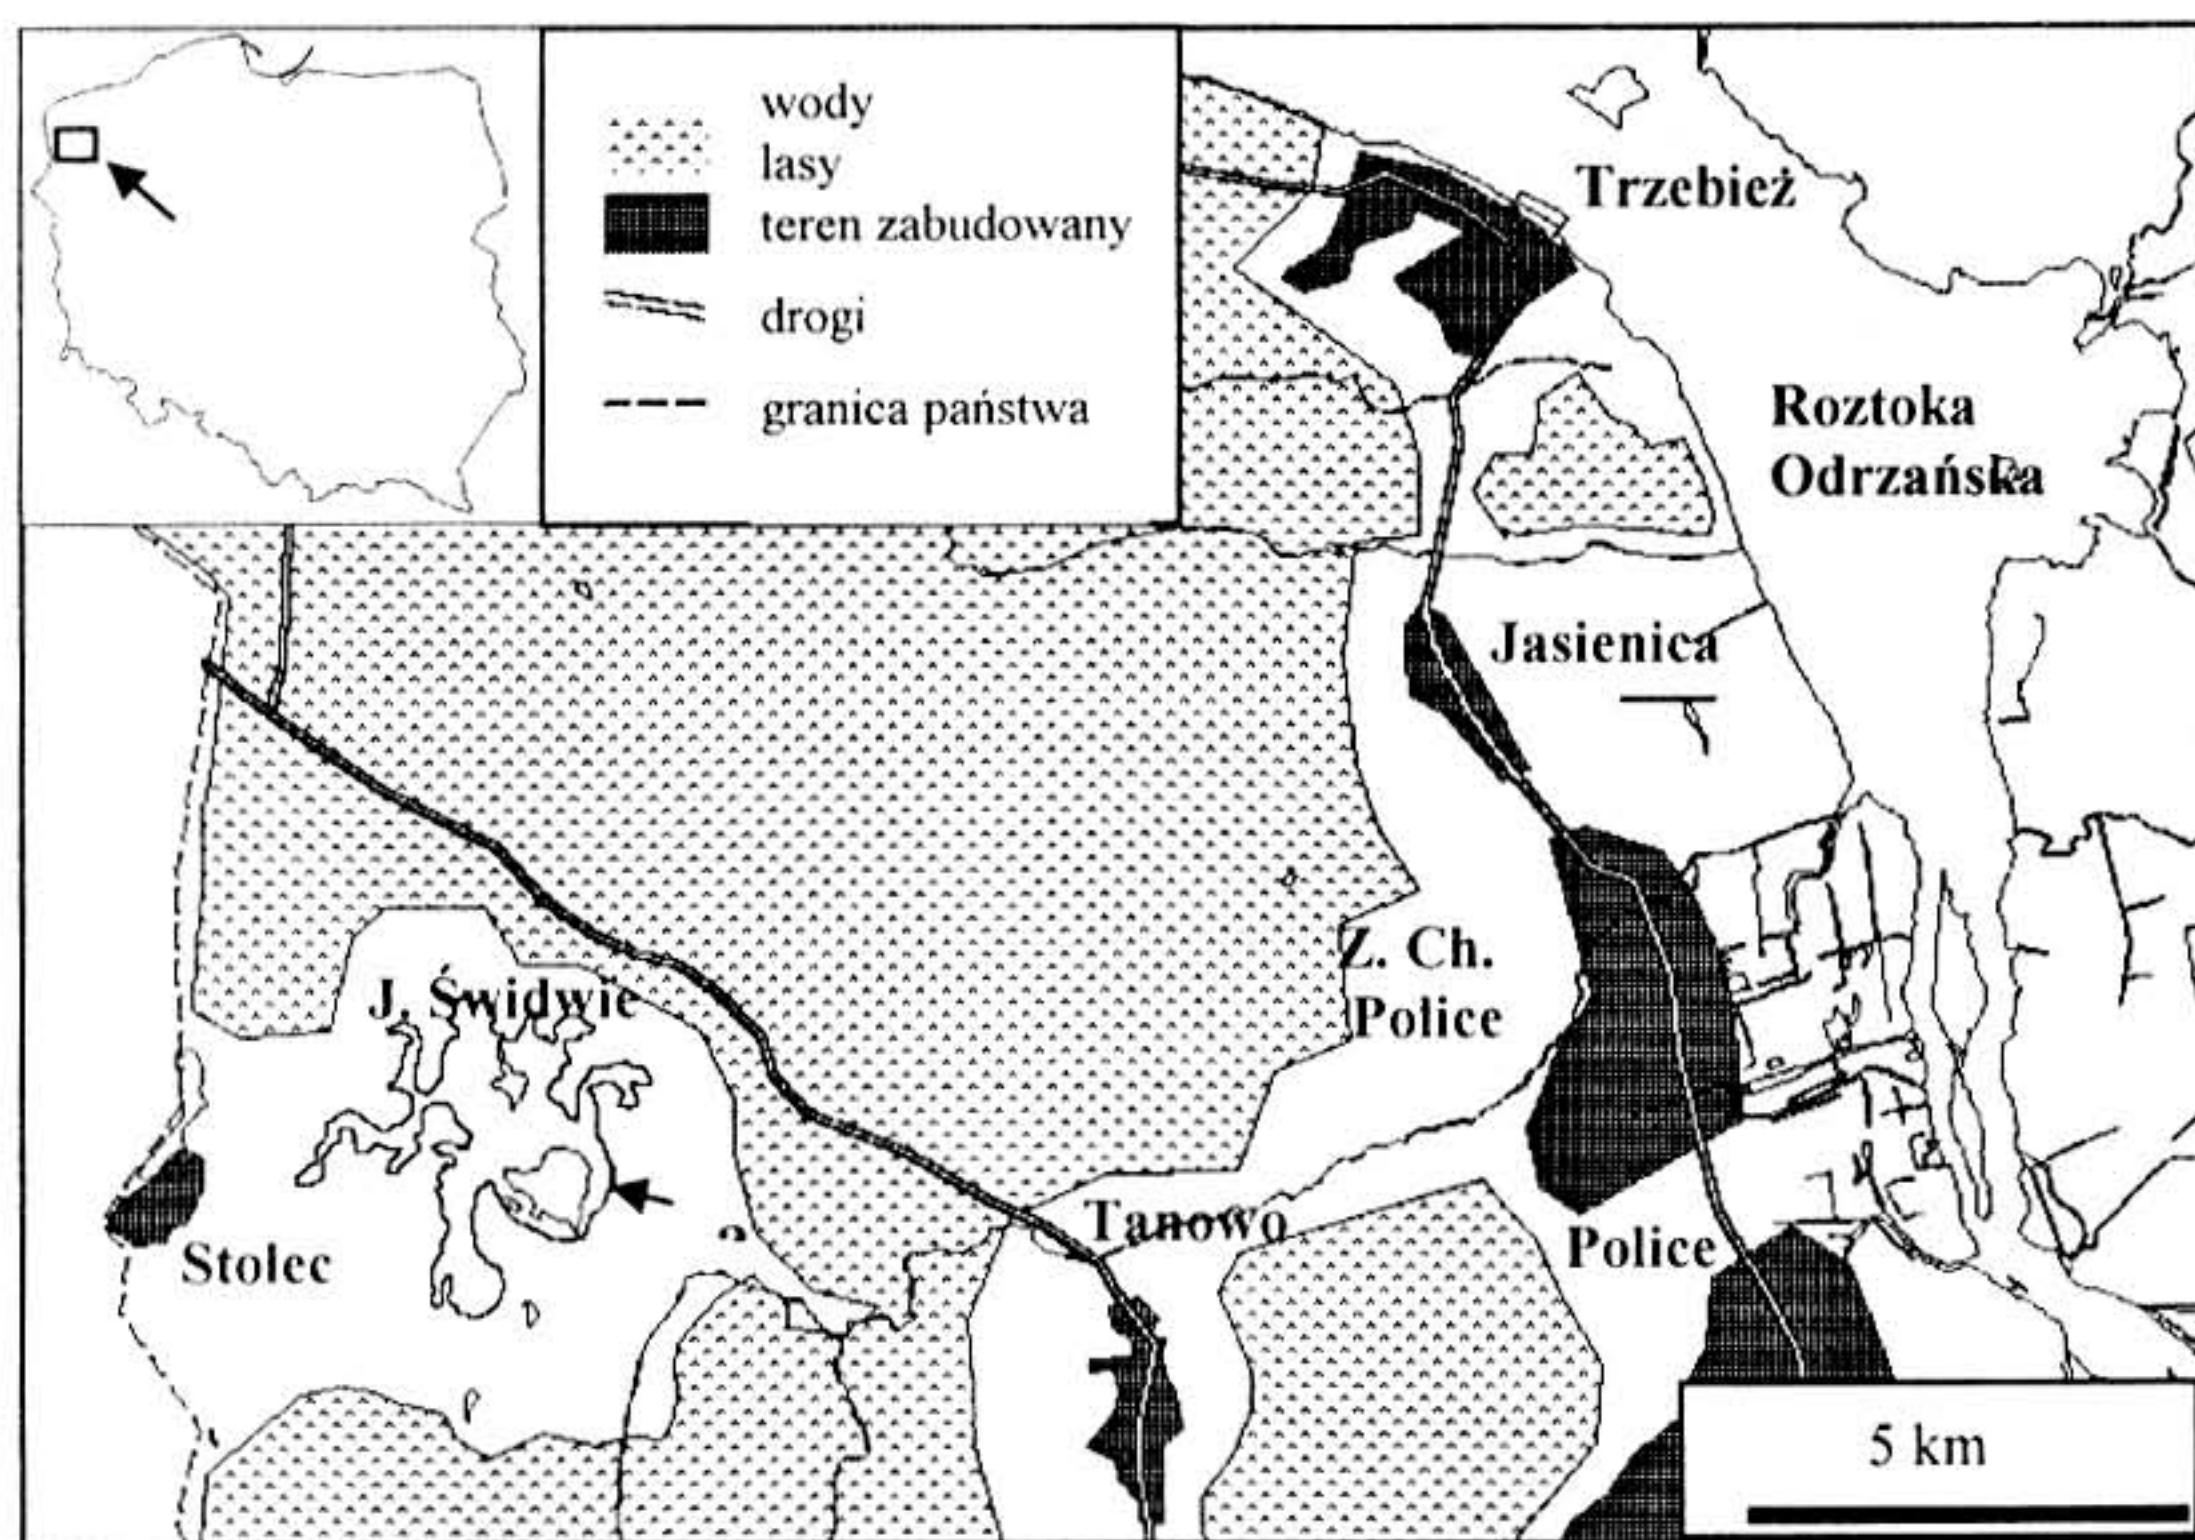 wody
lasy
teren zabudowany
drogi
granica państwa
Trzebież
Roztoka
Odrzańska
Jasienica
Z. Ch.
Police
J. Świdwie
Tanowo
Police
Stolec
5 km